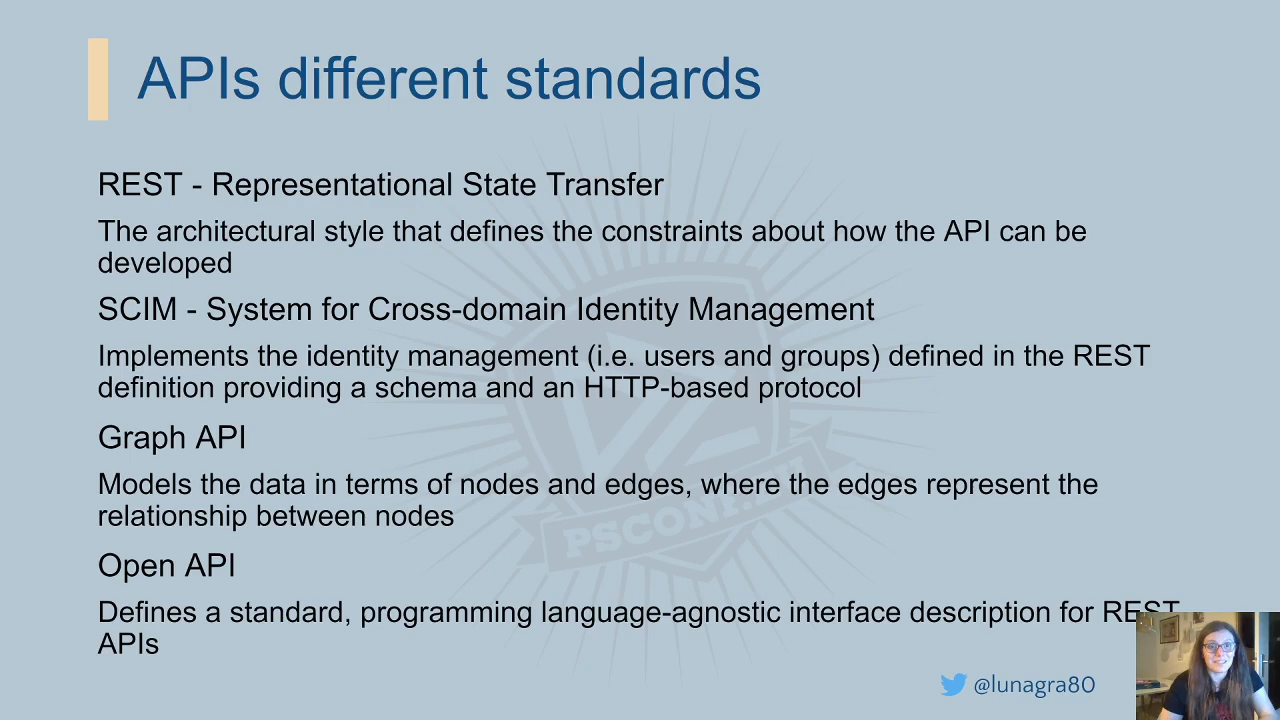 APIs different standards
REST - Representational State Transfer
The architectural style that defines the constraints about how the API can be
developed
SCIM - System for Cross-domain Identity Management
Implements the identity management (i.e. users and groups) defined in the REST
definition providing a schema and an HTTP-based protocol
Graph API
Models the data in terms of nodes and edges, where the edges represent the
relationship between nodes
PSCONF.EU
Open API
Defines a standard, programming language-agnostic interface description for REST
APIs
@lunagra80